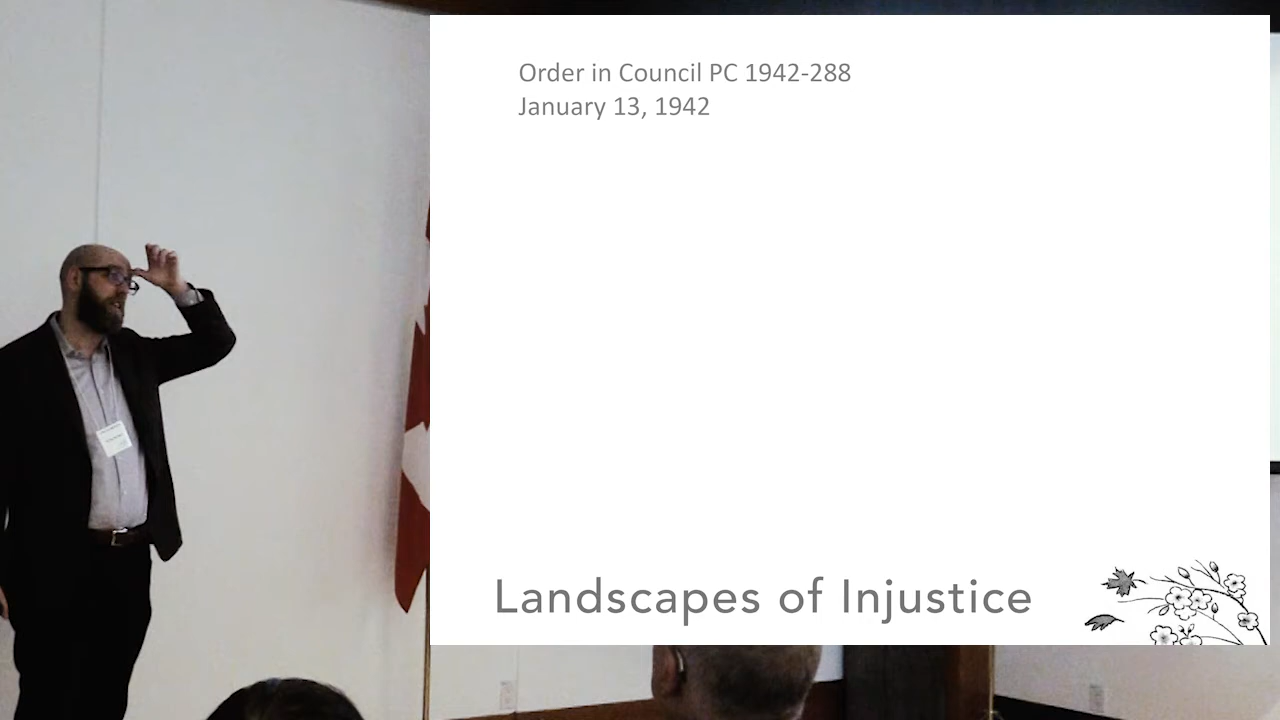 Order in Council PC 1942-288
January 13, 1942
Landscapes of Injustice